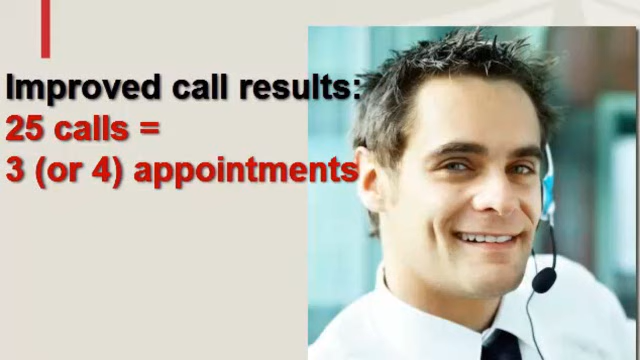 Improved call results:
25 calls =
3 (or 4) appointments